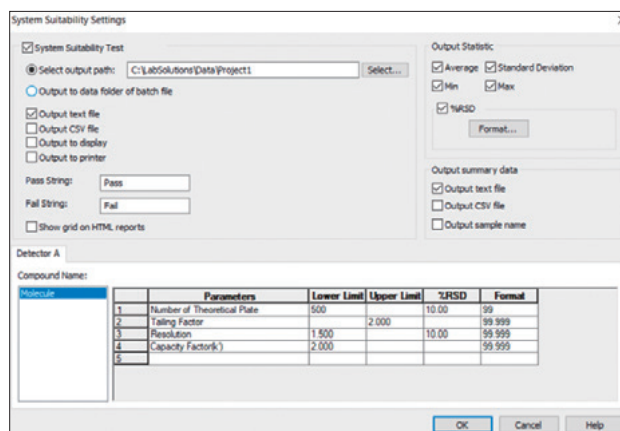 System Suitability Settings
System Suitability Test
Select output path: C:\LabSolutions\Data\Project1 Select...
Output to data folder of batch file
Output text file
Output CSV file
Output to display
Output to printer
Pass String: Pass
Fail String: Fail
Show grid on HTML reports
Output Statistic
Average Standard Deviation
Min Max
%RSD
Format...
Output summary data
Output text file
Output CSV file
Output sample name
Detector A
Compound Name:
Molecule
Parameters Lower Limit Upper Limit %RSD Format
1 Number of Theoretical Plate 500 10.00 99
2 Tailing Factor 2.000 99.999
3 Resolution 1.500 10.00 99.999
4 Capacity Factor(k') 2.000 99.999
5
OK Cancel Help